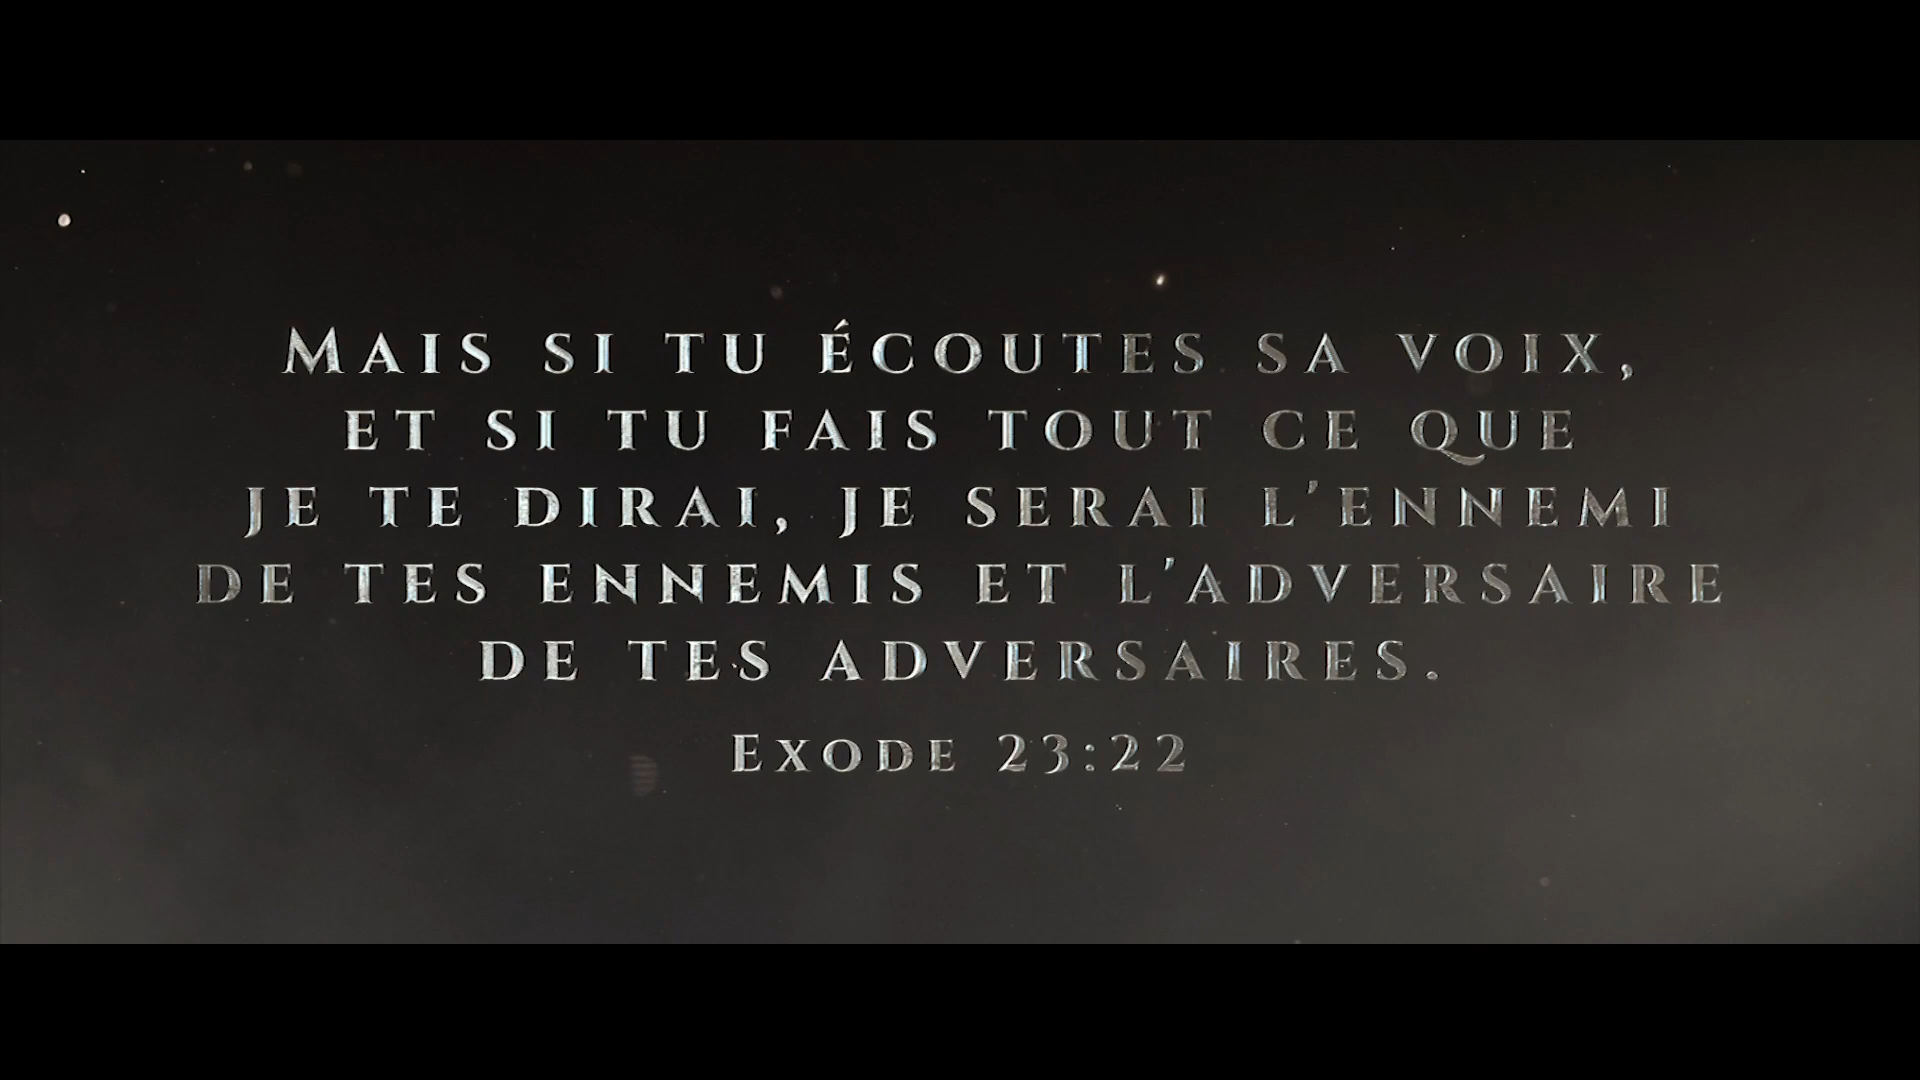 Mais si tu écoutes sa voix,
et si tu fais tout ce que
je te dirai, je serai l'ennemi
de tes ennemis et l'adversaire
de tes adversaires.
Exode 23:22